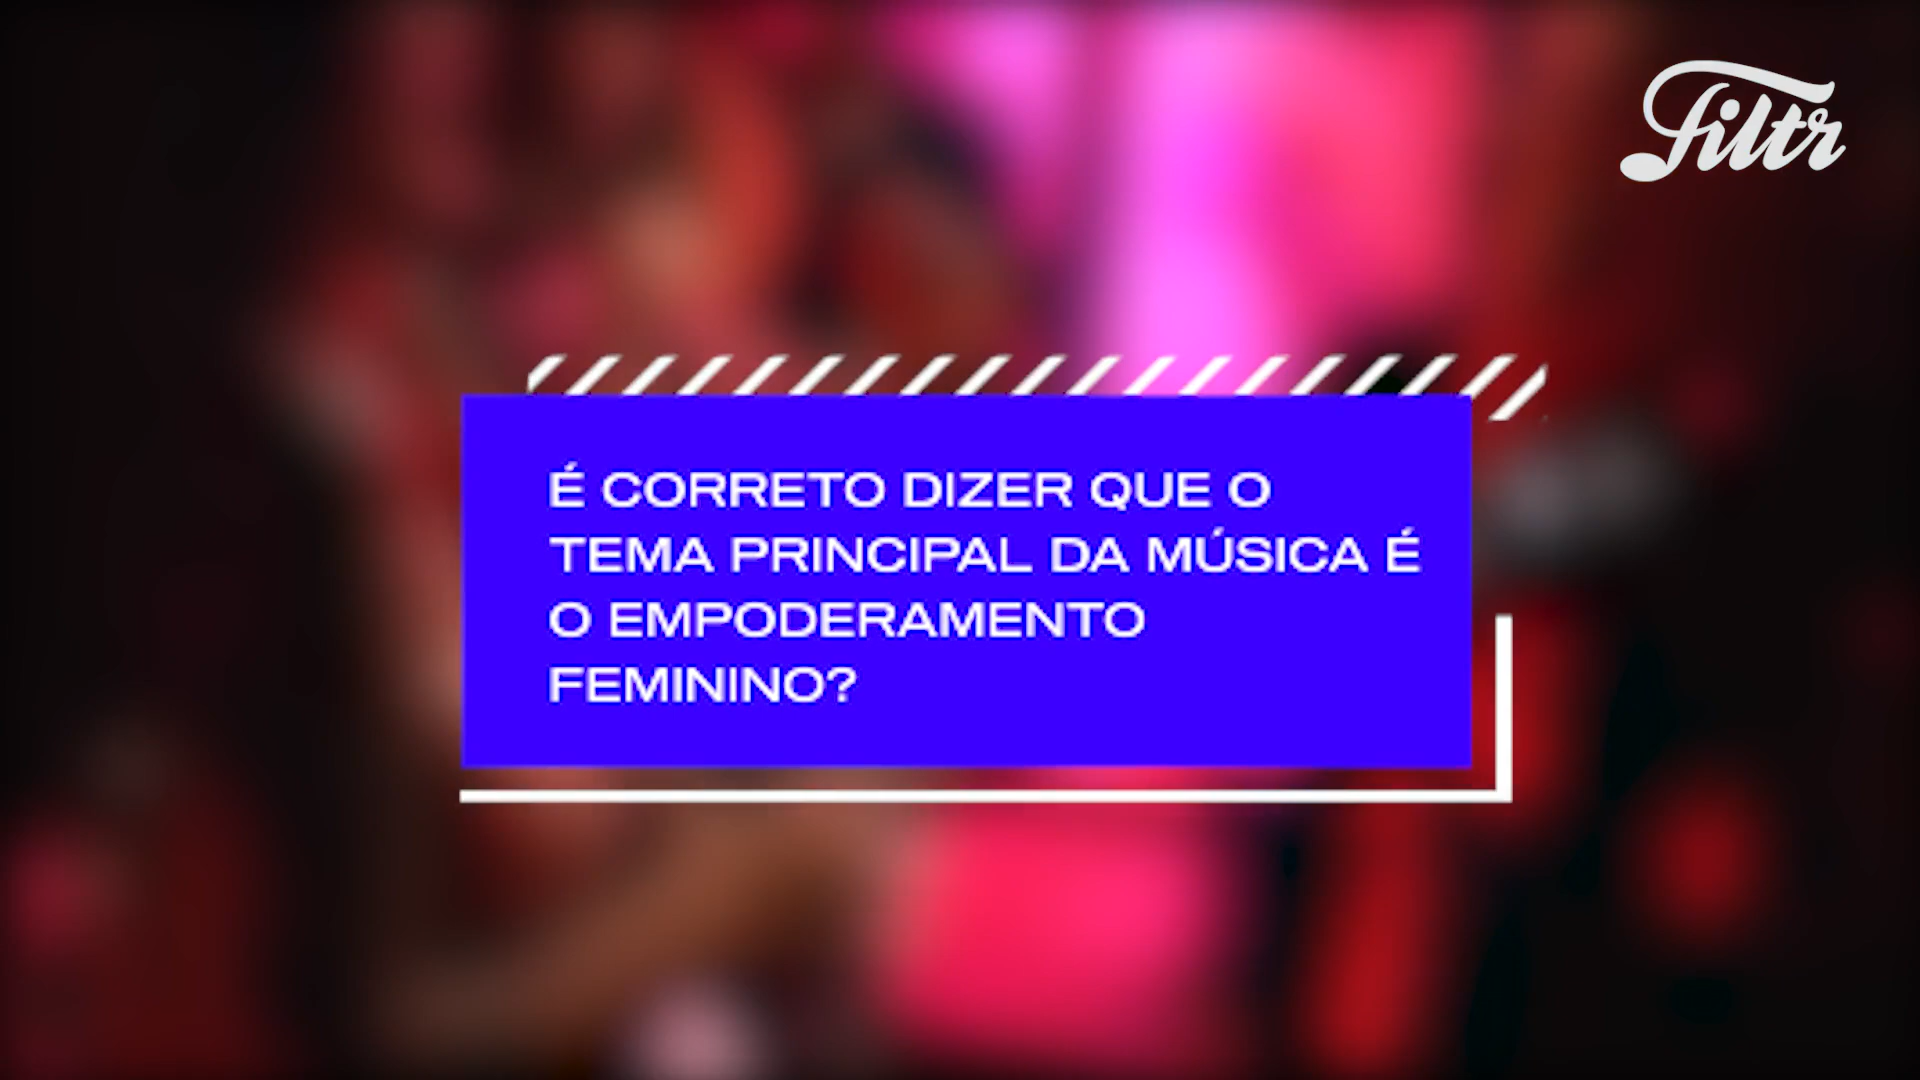 Filtr
É CORRETO DIZER QUE O
TEMA PRINCIPAL DA MÚSICA É
O EMPODERAMENTO
FEMININO?